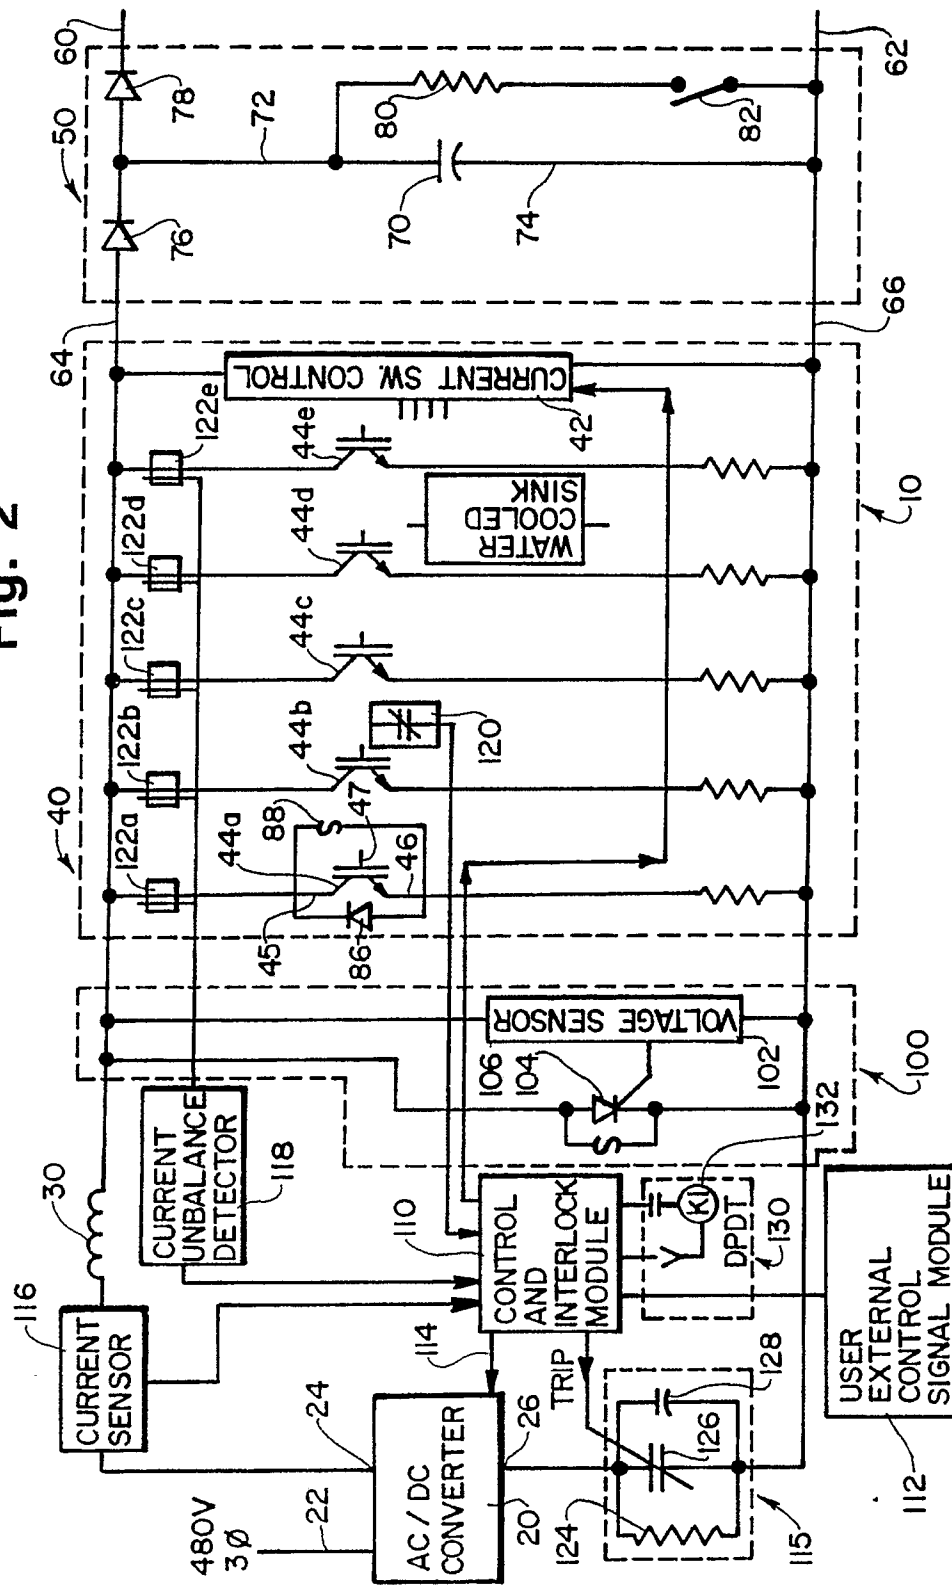 Fig. 2
480V
3Ø
22
24
116
CURRENT
SENSOR
30
CURRENT
UNBALANCE
DETECTOR
118
AC/DC
CONVERTER
20
26
114
110
CONTROL
AND
INTERLOCK
MODULE
TRIP
124
126
128
115
DPDT
K1
130
132
USER
EXTERNAL
CONTROL
SIGNAL MODULE
112
106
104
VOLTAGE SENSOR
102
100
40
122a
122b
122c
122d
122e
44a
44b
44c
44d
44e
45
46
47
86
88
120
WATER
COOLED
SINK
CURRENT SW. CONTROL
42
10
64
66
50
60
62
76
78
72
70
74
80
82